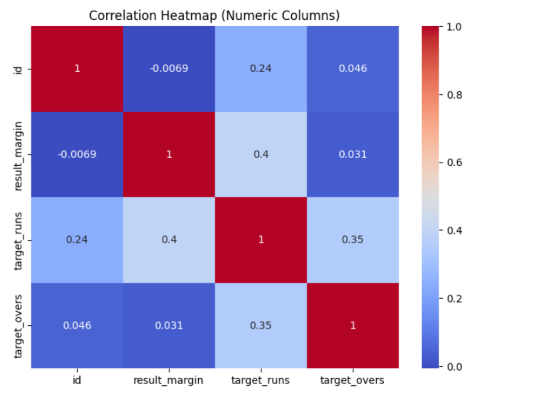 Correlation Heatmap (Numeric Columns)
id
1
-0.0069
0.24
0.046
result_margin
-0.0069
1
0.4
0.031
target_runs
0.24
0.4
1
0.35
target_overs
0.046
0.031
0.35
1
id
result_margin
target_runs
target_overs
1.0
0.8
0.6
0.4
0.2
0.0